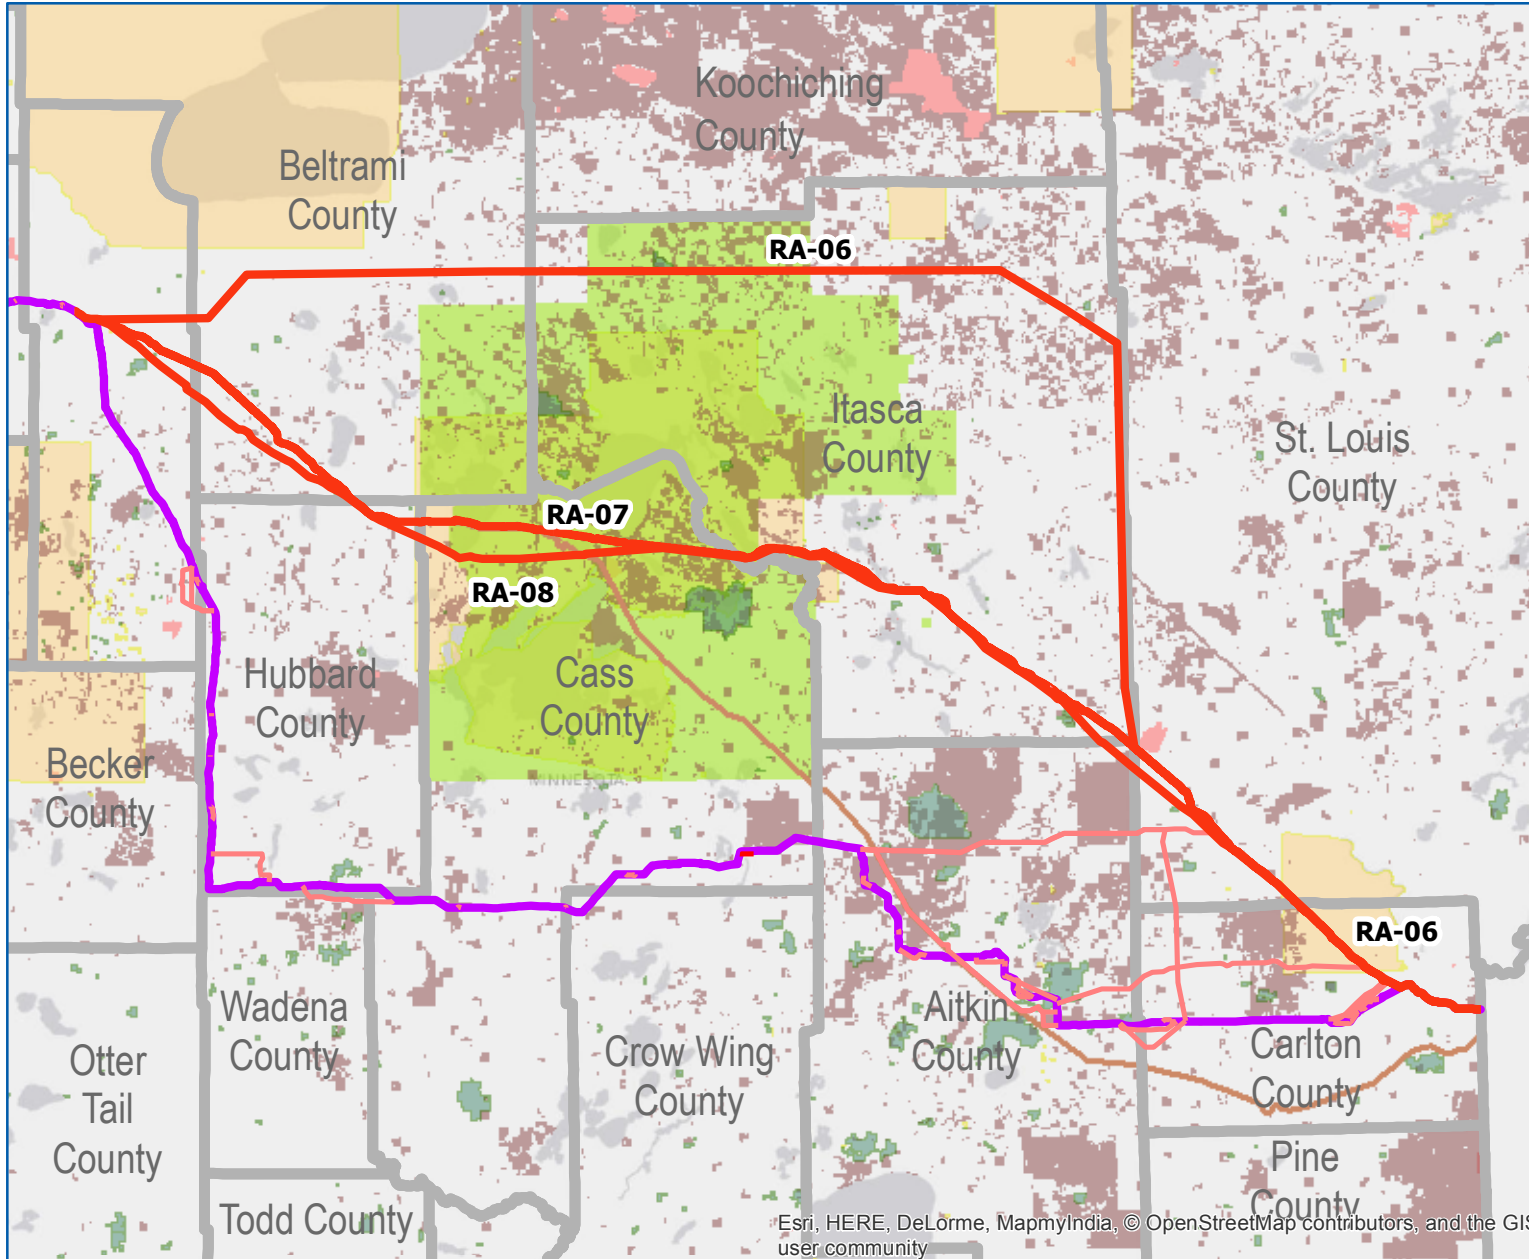 Koochiching
County
Beltrami
County
RA-06
Itasca
County
St. Louis
County
RA-07
RA-08
Hubbard
County
Cass
County
Becker
County
MINNESOTA
RA-06
Wadena
County
Aitkin
County
Otter
Tail
County
Crow Wing
County
Carlton
County
Pine
County
Todd County
Esri, HERE, DeLorme, MapmyIndia, © OpenStreetMap contributors, and the GIS
user community